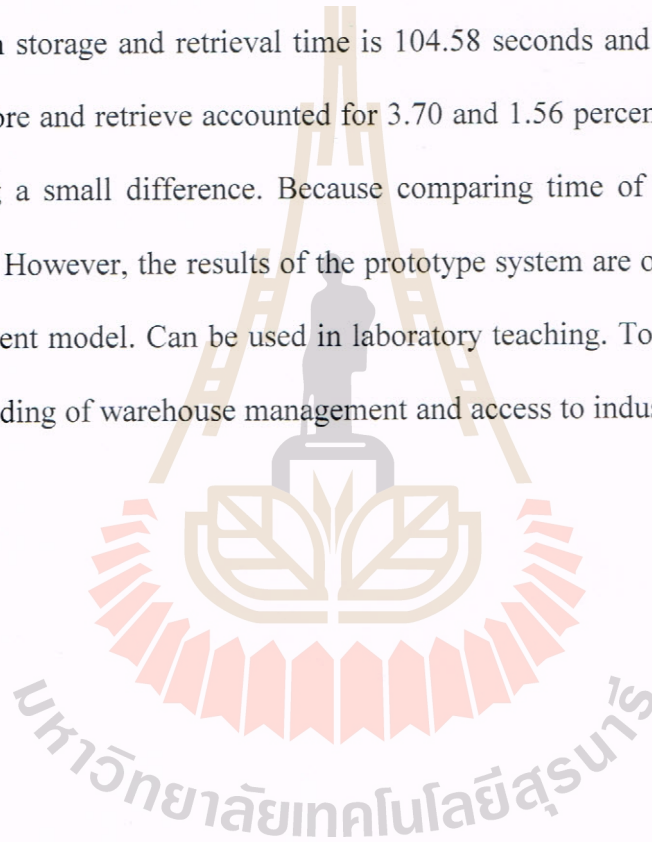 storage and retrieval time is 104.58 seconds and
ore and retrieve accounted for 3.70 and 1.56 percen
a small difference. Because comparing time of
However, the results of the prototype system are o
ent model. Can be used in laboratory teaching. To
ding of warehouse management and access to indus
มหาวิทยาลัยเทคโนโลยีสุรนารี